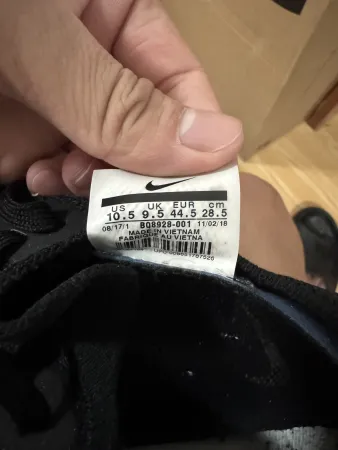 US UK EUR cm
10.5 9.5 44.5 28.5
08/17/1 BQ8928-001 11/02/18
MADE IN VIETNAM
FABRIQUE AU VIETNA